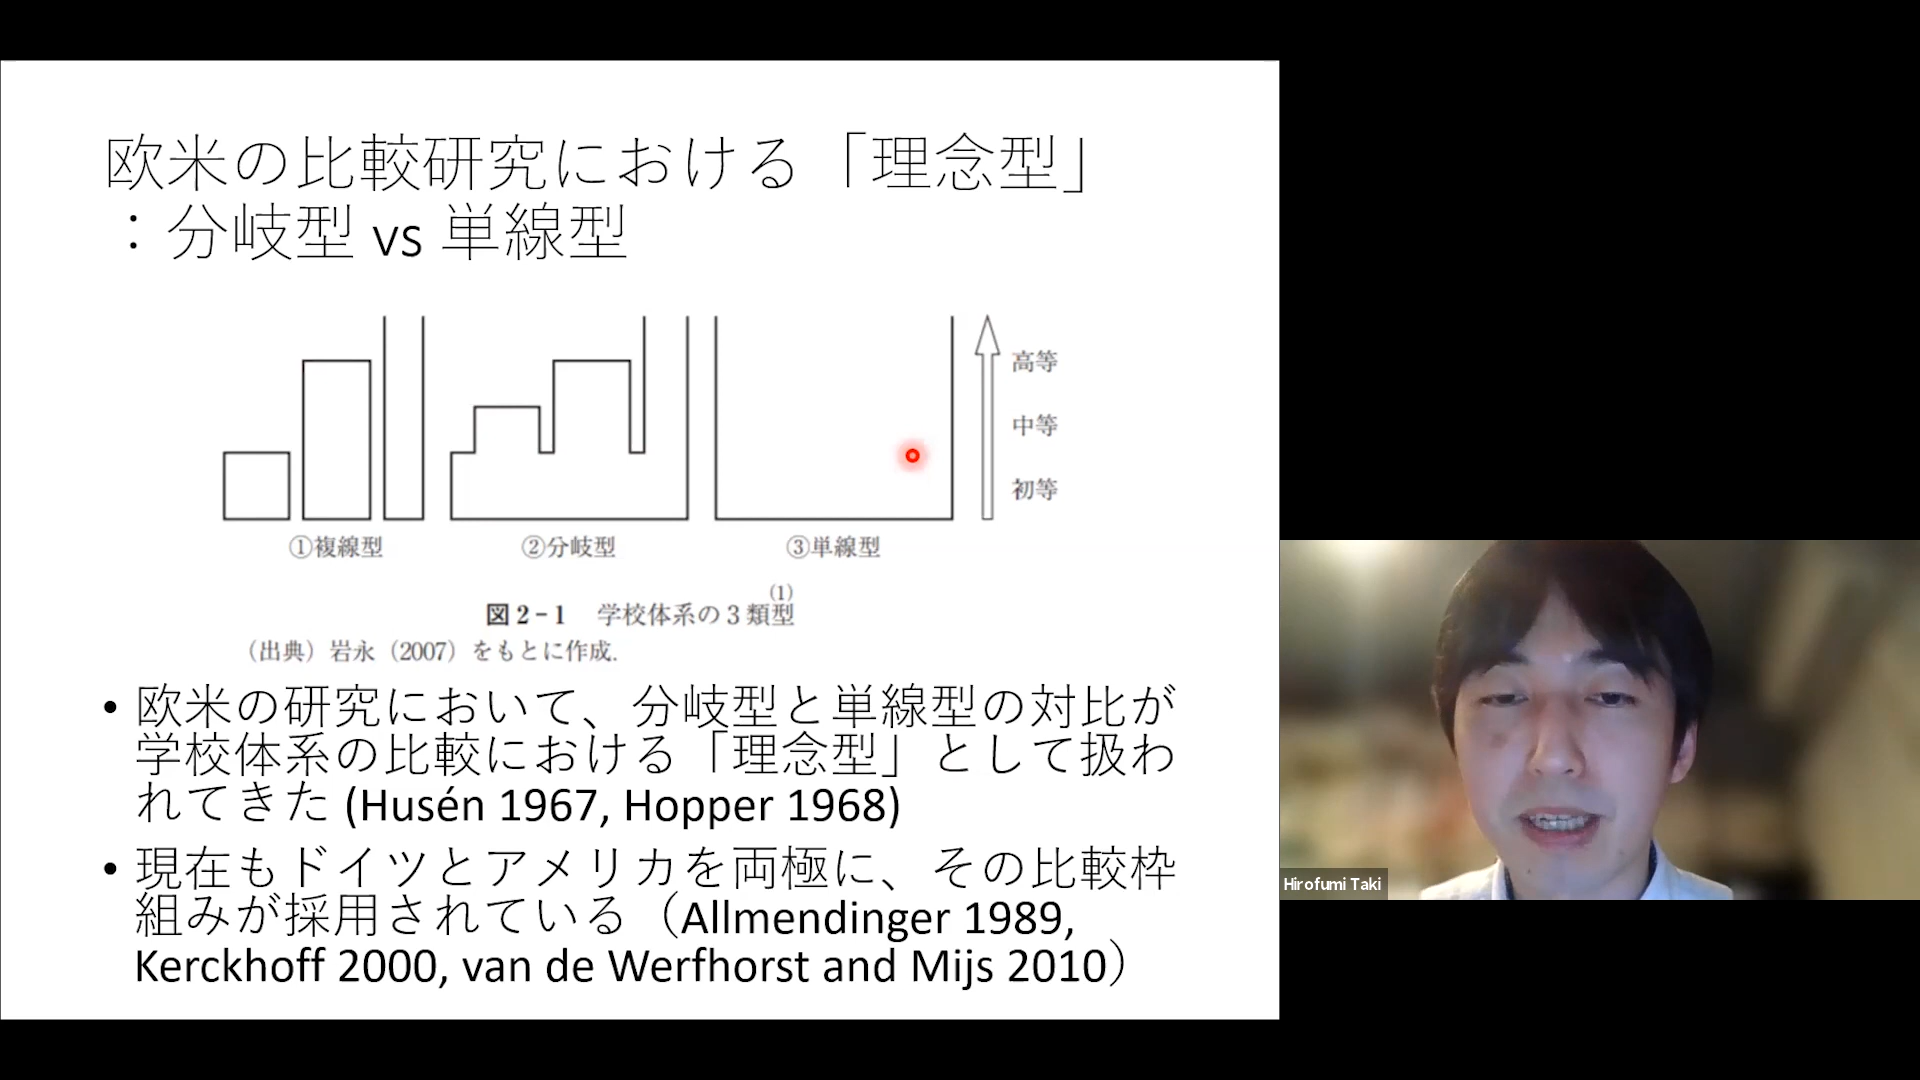 欧米の比較研究における「理念型」
：分岐型 vs 単線型
高等
中等
初等
①複線型
②分岐型
③単線型
図2-1 学校体系の3類型(1)
（出典）岩永（2007）をもとに作成.
• 欧米の研究において、分岐型と単線型の対比が
学校体系の比較における「理念型」として扱わ
れてきた (Husén 1967, Hopper 1968)
• 現在もドイツとアメリカを両極に、その比較枠
組みが採用されている（Allmendinger 1989,
Kerckhoff 2000, van de Werfhorst and Mijs 2010）
Hirofumi Taki